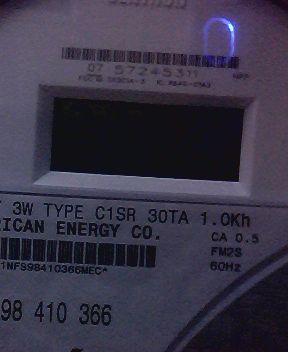 07 57245311
3W TYPE C1SR 30TA 1.0Kh
RICAN ENERGY CO.
CA 0.5
FM2S
60Hz
1NFS98410366MEC*
98 410 366